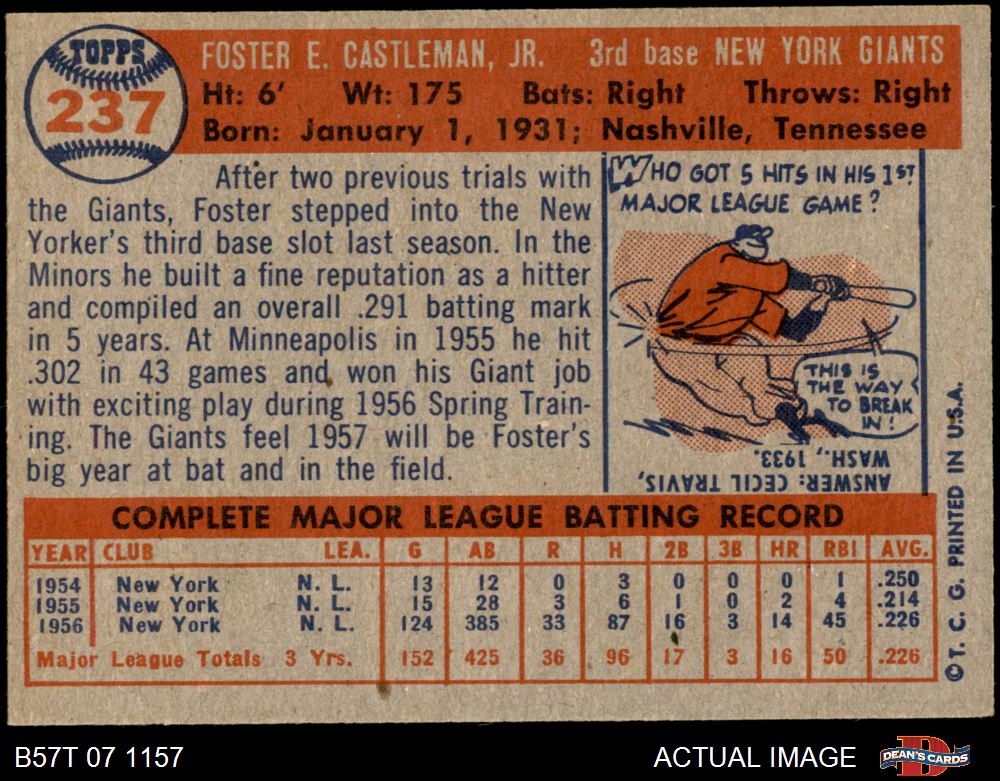 TOPPS
237
FOSTER E. CASTLEMAN, JR. 3rd base NEW YORK GIANTS
Ht: 6' Wt: 175 Bats: Right Throws: Right
Born: January 1, 1931; Nashville, Tennessee
After two previous trials with
the Giants, Foster stepped into the New
Yorker's third base slot last season. In the
Minors he built a fine reputation as a hitter
and compiled an overall .291 batting mark
in 5 years. At Minneapolis in 1955 he hit
.302 in 43 games and won his Giant job
with exciting play during 1956 Spring Train-
ing. The Giants feel 1957 will be Foster's
big year at bat and in the field.
WHO GOT 5 HITS IN HIS 1ST
MAJOR LEAGUE GAME?
THIS IS
THE WAY
TO BREAK
IN!
ANSWER: CECIL TRAVIS,
WASH., 1933.
COMPLETE MAJOR LEAGUE BATTING RECORD
YEAR CLUB LEA. G AB R H 2B 3B HR RBI AVG.
1954 New York N. L. 13 12 0 3 0 0 0 1 .250
1955 New York N. L. 15 28 3 6 1 0 2 4 .214
1956 New York N. L. 124 385 33 87 16 3 14 45 .226
Major League Totals 3 Yrs. 152 425 36 96 17 3 16 50 .226
©T. C. G. PRINTED IN U.S.A.
B57T 07 1157
ACTUAL IMAGE
DEAN'S CARDS